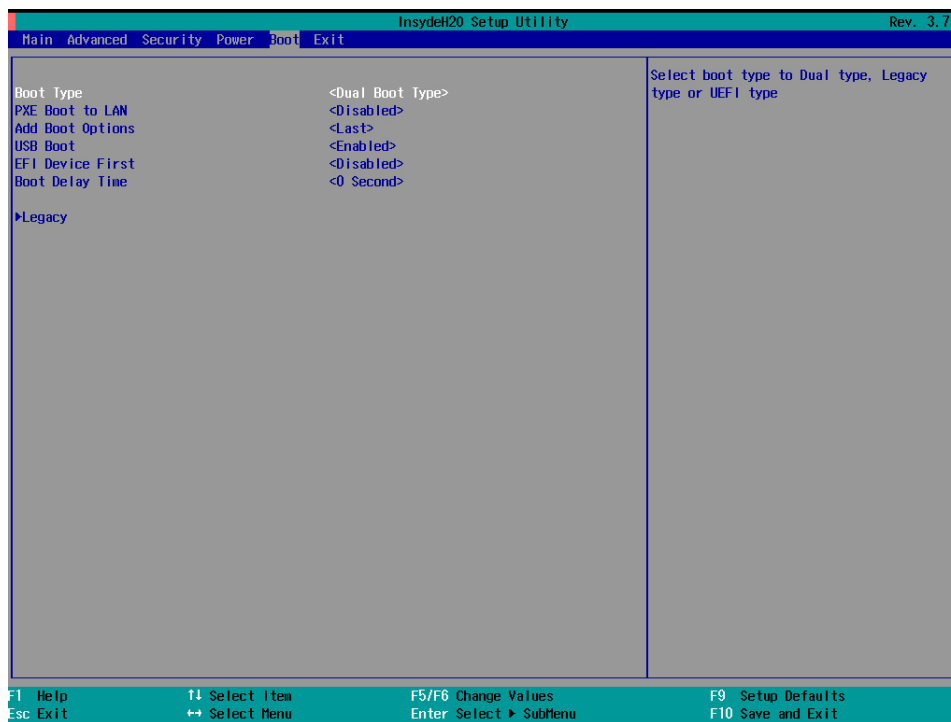 InsydeH20 Setup Utility Rev. 3.7
Main Advanced Security Power Boot Exit
Boot Type <Dual Boot Type>
PXE Boot to LAN <Disabled>
Add Boot Options <Last>
USB Boot <Enabled>
EFI Device First <Disabled>
Boot Delay Time <0 Second>
▶Legacy
Select boot type to Dual type, Legacy
type or UEFI type
F1 Help ↑↓ Select Item F5/F6 Change Values F9 Setup Defaults
Esc Exit ↔ Select Menu Enter Select ▶ SubMenu F10 Save and Exit